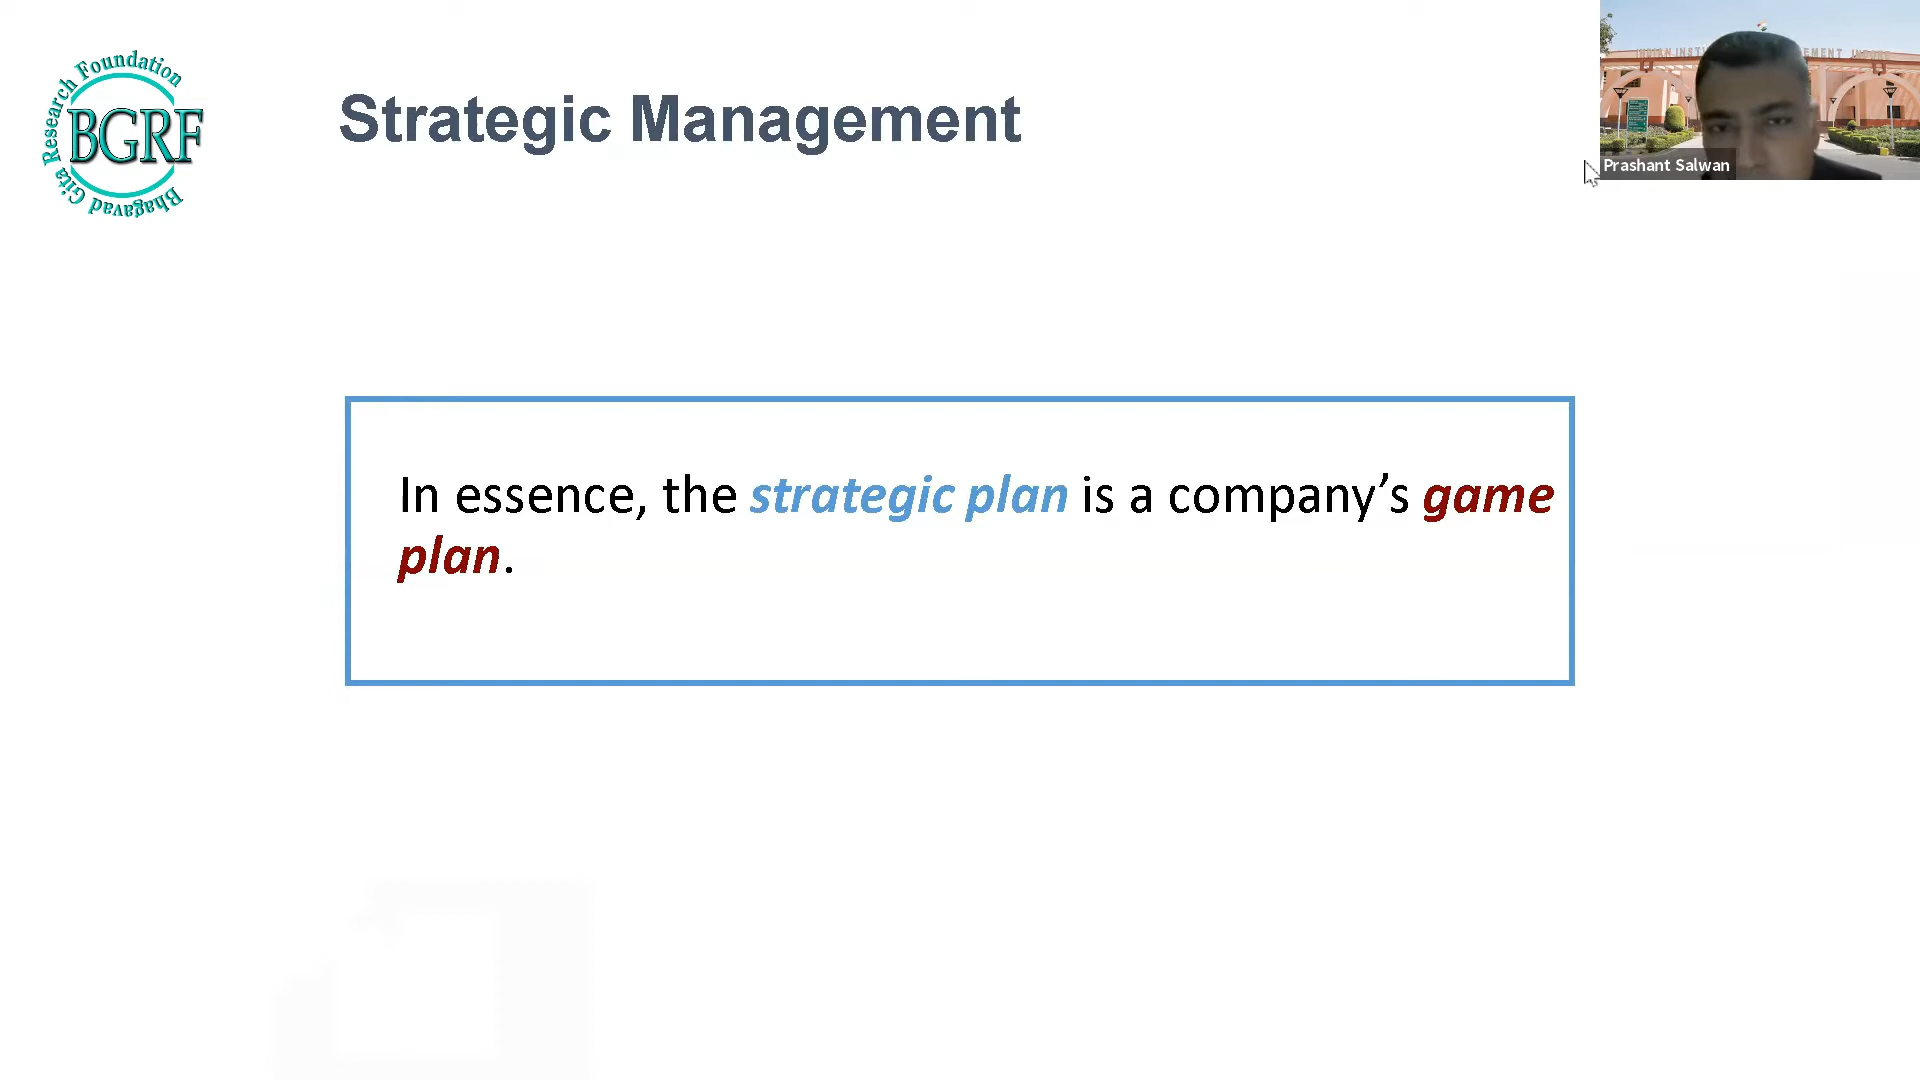 Bhagavad Gita Research Foundation
BGRF
Strategic Management
Prashant Salwan
In essence, the strategic plan is a company’s game
plan.